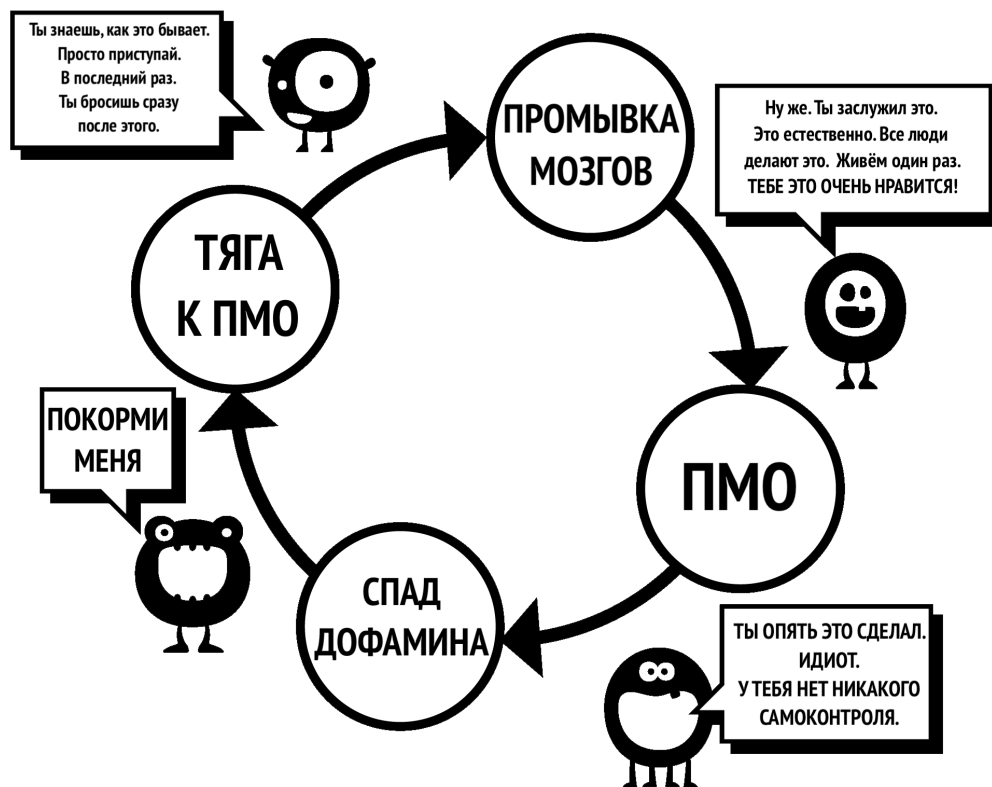 Ты знаешь, как это бывает.
Просто приступай.
В последний раз.
Ты бросишь сразу
после этого.
ПРОМЫВКА
МОЗГОВ
Ну же. Ты заслужил это.
Это естественно. Все люди
делают это. Живём один раз.
ТЕБЕ ЭТО ОЧЕНЬ НРАВИТСЯ!
ТЯГА
К ПМО
ПОКОРМИ
МЕНЯ
ПМО
СПАД
ДОФАМИНА
ТЫ ОПЯТЬ ЭТО СДЕЛАЛ.
ИДИОТ.
У ТЕБЯ НЕТ НИКАКОГО
САМОКОНТРОЛЯ.